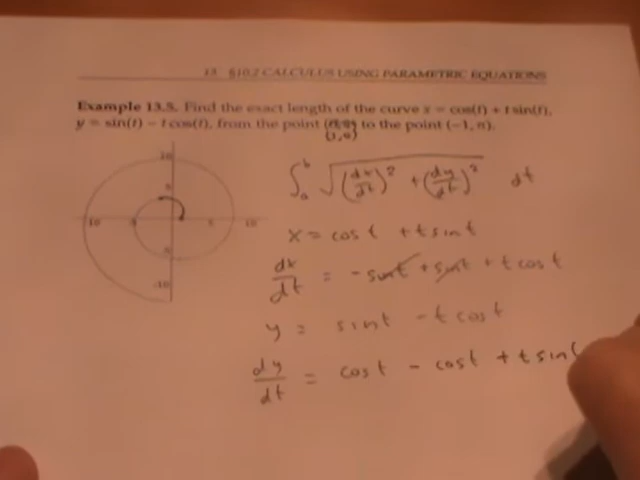 13 §10.2 CALCULUS USING PARAMETRIC EQUATIONS
Example 13.5. Find the exact length of the curve x = cos(t) + t sin(t),
y = sin(t) − t cos(t), from the point (1, 0) to the point (−1, π).
10
5
10
5
5
10
5
-10
∫ₐᵇ √((dx/dt)² + (dy/dt)²) dt
x = cos t + t sin t
dx/dt = - sin t + sin t + t cos t
y = sin t - t cos t
dy/dt = cos t - cos t + t sin(